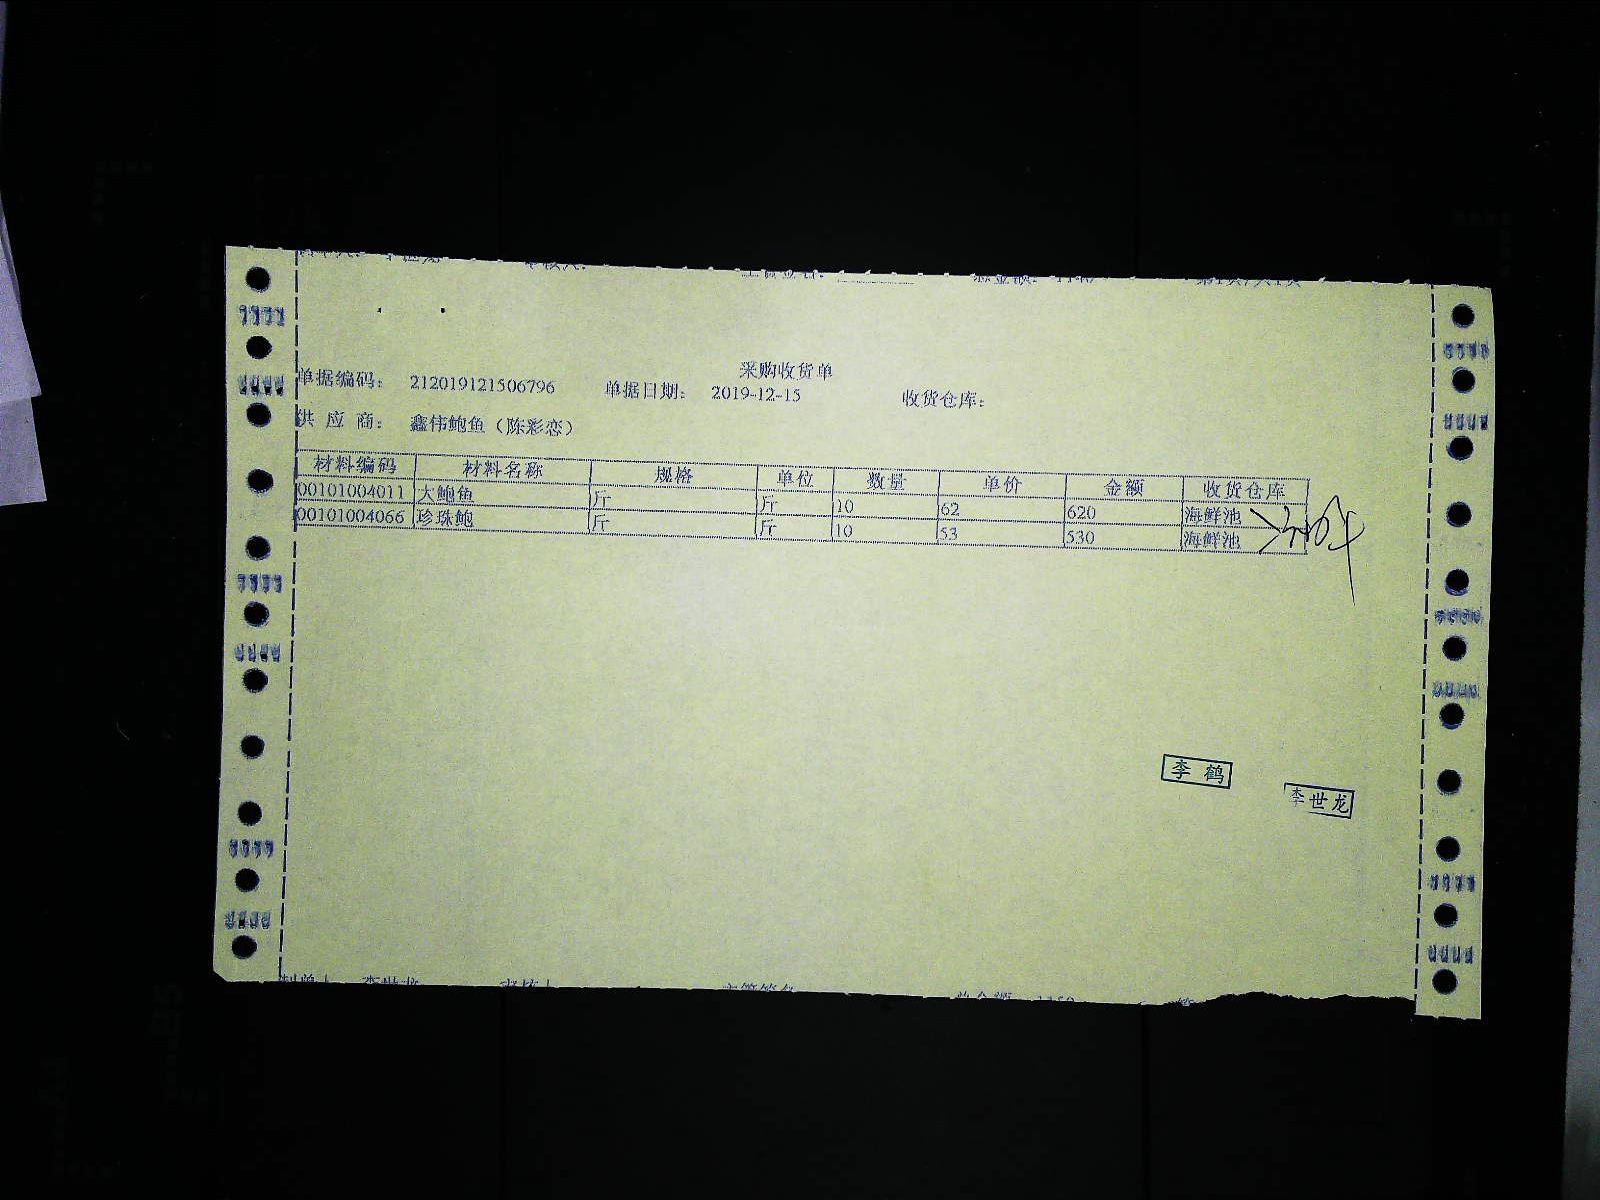 采购收货单
单据编码： 212019121506796 单据日期： 2019-12-15 收货仓库：
供 应 商： 鑫伟鲍鱼（陈彩恋）
材料编码 材料名称 规格 单位 数量 单价 金额 收货仓库
00101004011 大鲍鱼 斤 斤 10 62 620 海鲜池
00101004066 珍珠鲍 斤 斤 10 53 530 海鲜池
李 鹤
李世龙